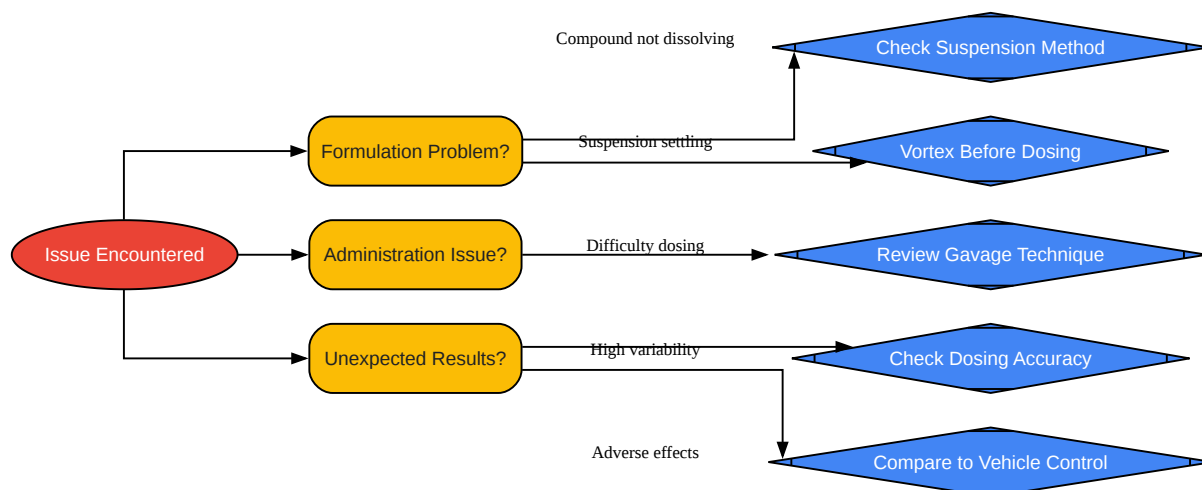 Compound not dissolving
Check Suspension Method
Formulation Problem?
Suspension settling
Vortex Before Dosing
Issue Encountered
Administration Issue?
Difficulty dosing
Review Gavage Technique
Unexpected Results?
High variability
Check Dosing Accuracy
Adverse effects
Compare to Vehicle Control